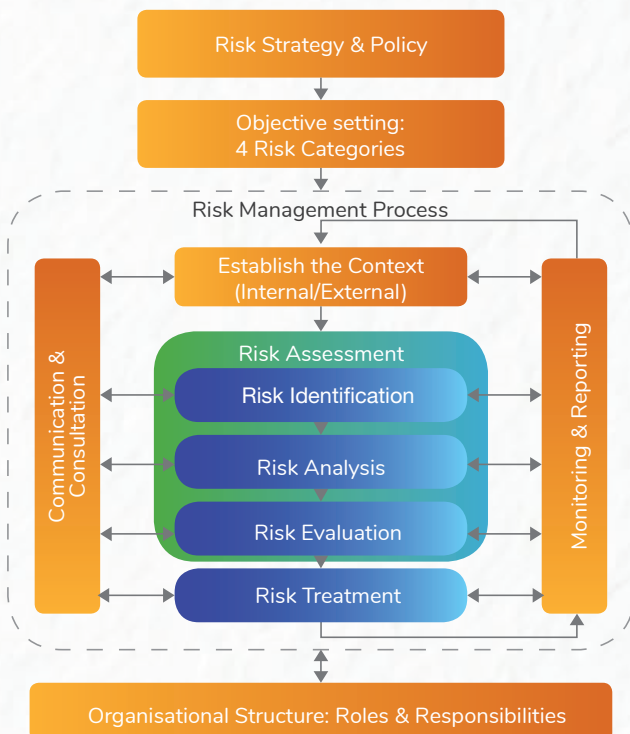 Risk Strategy & Policy
Objective setting:
4 Risk Categories
Risk Management Process
Establish the Context
(Internal/External)
Communication &
Consultation
Risk Assessment
Risk Identification
Risk Analysis
Risk Evaluation
Risk Treatment
Monitoring & Reporting
Organisational Structure: Roles & Responsibilities